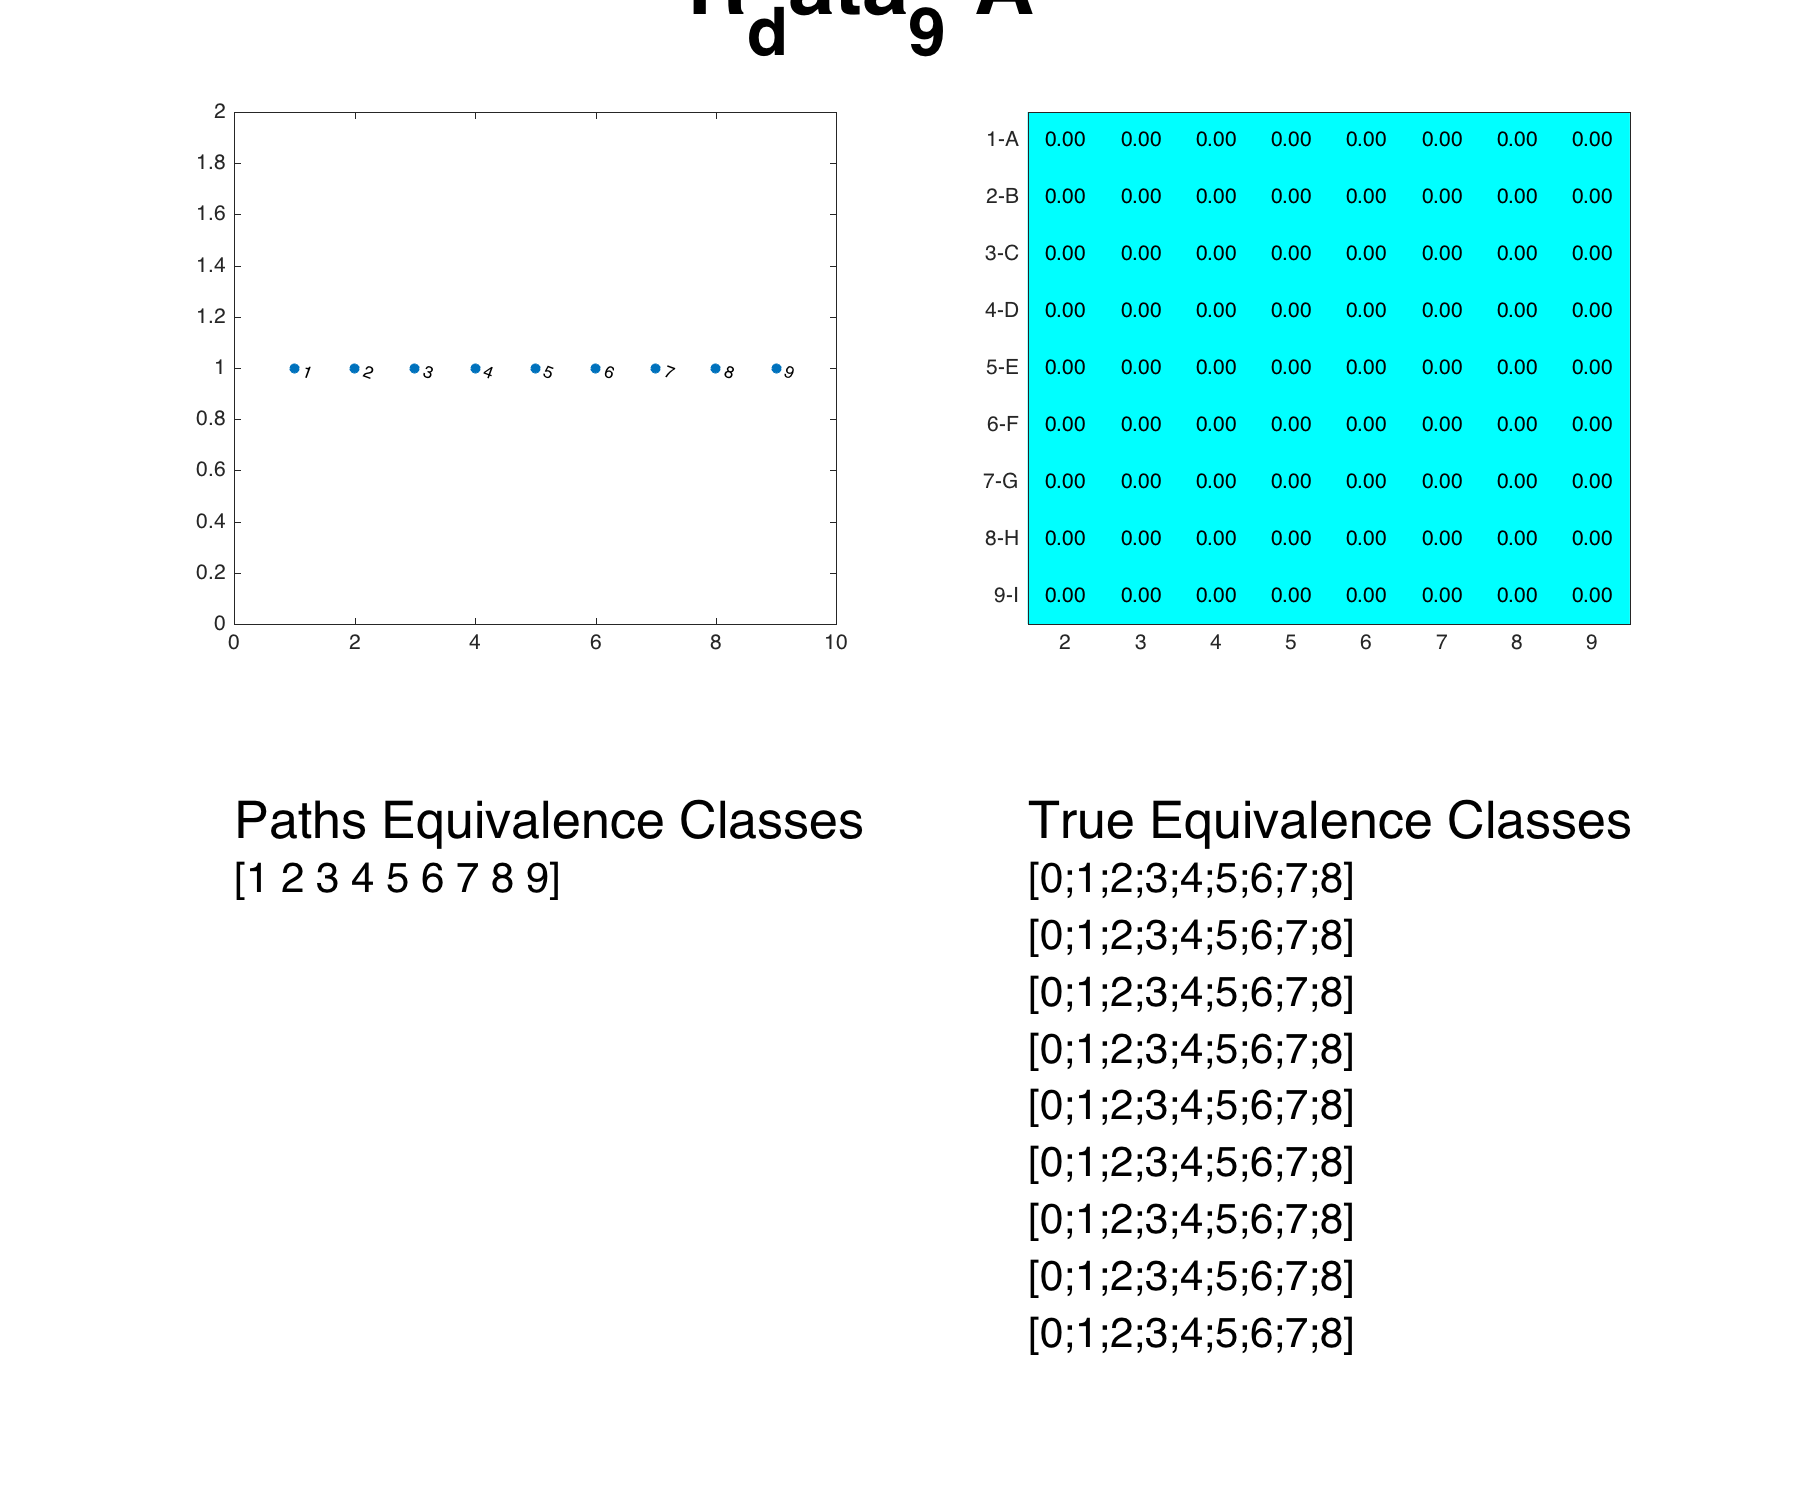 d 9 A
2
1.8
1.6
1.4
1.2
1
0.8
0.6
0.4
0.2
0
1 2 3 4 5 6 7 8 9
0 2 4 6 8 10
1-A 0.00 0.00 0.00 0.00 0.00 0.00 0.00 0.00
2-B 0.00 0.00 0.00 0.00 0.00 0.00 0.00 0.00
3-C 0.00 0.00 0.00 0.00 0.00 0.00 0.00 0.00
4-D 0.00 0.00 0.00 0.00 0.00 0.00 0.00 0.00
5-E 0.00 0.00 0.00 0.00 0.00 0.00 0.00 0.00
6-F 0.00 0.00 0.00 0.00 0.00 0.00 0.00 0.00
7-G 0.00 0.00 0.00 0.00 0.00 0.00 0.00 0.00
8-H 0.00 0.00 0.00 0.00 0.00 0.00 0.00 0.00
9-I 0.00 0.00 0.00 0.00 0.00 0.00 0.00 0.00
2 3 4 5 6 7 8 9
Paths Equivalence Classes
[1 2 3 4 5 6 7 8 9]
True Equivalence Classes
[0;1;2;3;4;5;6;7;8]
[0;1;2;3;4;5;6;7;8]
[0;1;2;3;4;5;6;7;8]
[0;1;2;3;4;5;6;7;8]
[0;1;2;3;4;5;6;7;8]
[0;1;2;3;4;5;6;7;8]
[0;1;2;3;4;5;6;7;8]
[0;1;2;3;4;5;6;7;8]
[0;1;2;3;4;5;6;7;8]